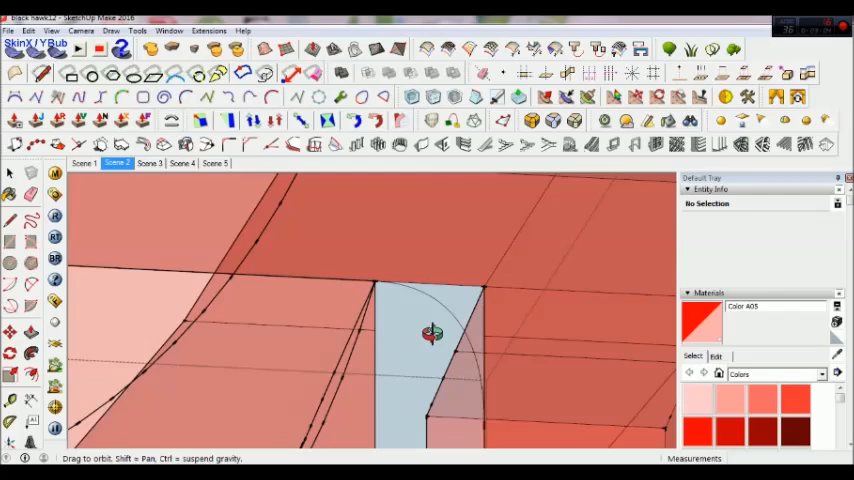 black hawk12 - SketchUp Make 2016
File Edit View Camera Draw Tools Window Extensions Help
SkinX / YBub
Scene 1 Scene 2 Scene 3 Scene 4 Scene 5
Default Tray
Entity Info
No Selection
Materials
Color A05
Select Edit
Colors
M
R
RT
BR
Drag to orbit. Shift = Pan, Ctrl = suspend gravity.
Measurements